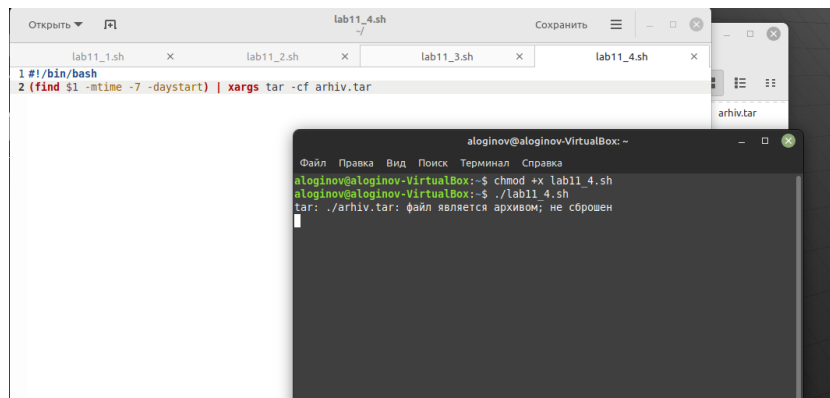 Открыть
lab11_4.sh
~/
Сохранить
lab11_1.sh
lab11_2.sh
lab11_3.sh
lab11_4.sh
1 #!/bin/bash
2 (find $1 -mtime -7 -daystart) | xargs tar -cf arhiv.tar
arhiv.tar
aloginov@aloginov-VirtualBox: ~
Файл Правка Вид Поиск Терминал Справка
aloginov@aloginov-VirtualBox:~$ chmod +x lab11_4.sh
aloginov@aloginov-VirtualBox:~$ ./lab11_4.sh
tar: ./arhiv.tar: файл является архивом; не сброшен